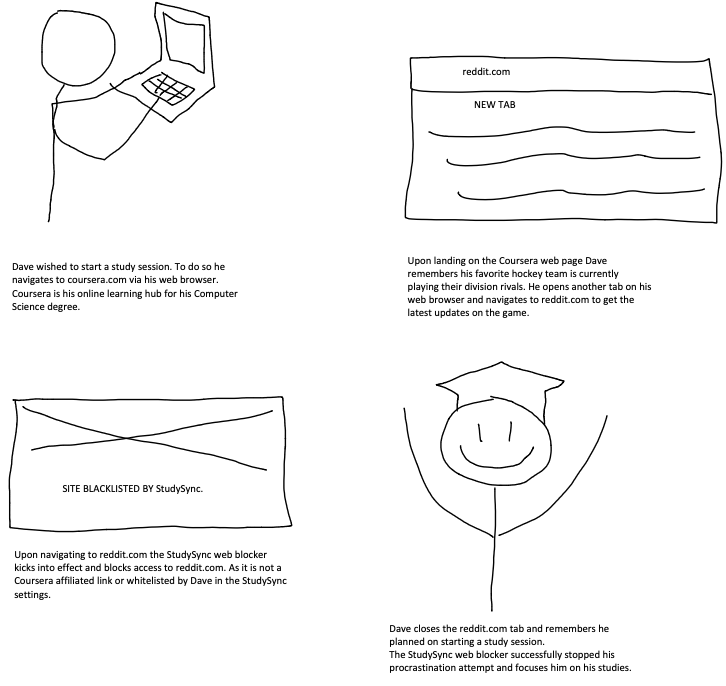 Dave wished to start a study session. To do so he
navigates to coursera.com via his web browser.
Coursera is his online learning hub for his Computer
Science degree.
reddit.com
NEW TAB
Upon landing on the Coursera web page Dave
remembers his favorite hockey team is currently
playing their division rivals. He opens another tab on his
web browser and navigates to reddit.com to get the
latest updates on the game.
SITE BLACKLISTED BY StudySync.
Upon navigating to reddit.com the StudySync web blocker
kicks into effect and blocks access to reddit.com. As it is not a
Coursera affiliated link or whitelisted by Dave in the StudySync
settings.
Dave closes the reddit.com tab and remembers he
planned on starting a study session.
The StudySync web blocker successfully stopped his
procrastination attempt and focuses him on his studies.